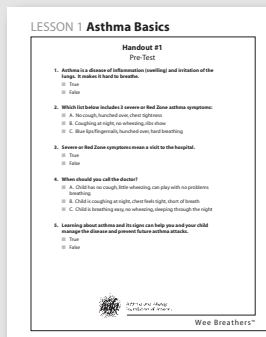 LESSON 1 Asthma Basics
Handout #1
Pre-Test
1. Asthma is a disease of inflammation (swelling) and irritation of the
lungs. It makes it hard to breathe.
True
False
2. Which list below includes 3 severe or Red Zone asthma symptoms:
A. No cough, hunched over, chest tightness
B. Coughing at night, no wheezing, ribs show
C. Blue lips/fingernails, hunched over, hard breathing
3. Severe or Red Zone symptoms mean a visit to the hospital.
True
False
4. When should you call the doctor?
A. Child has no cough, little wheezing, can play with no problems
breathing
B. Child is coughing at night, chest feels tight, short of breath
C. Child is breathing easy, no wheezing, sleeping through the night
5. Learning about asthma and its signs can help you and your child
manage the disease and prevent future asthma attacks.
True
False
Asthma and Allergy
Foundation of America
Wee Breathers™